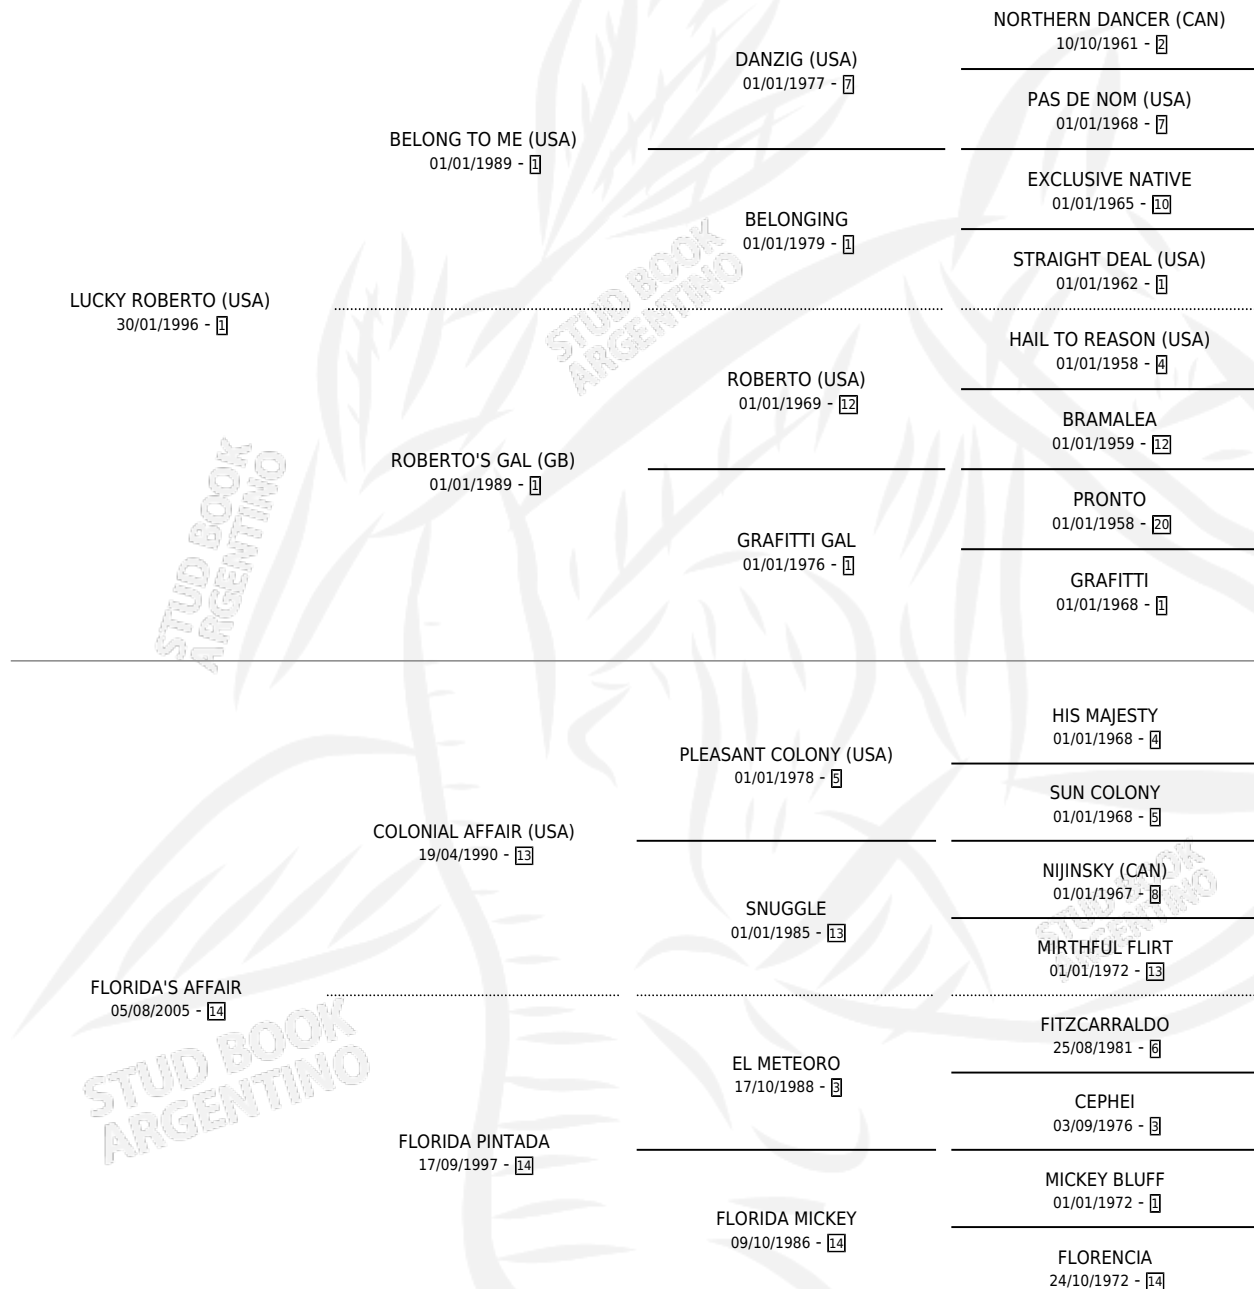 NORTHERN DANCER (CAN)
10/10/1961 - 2
DANZIG (USA)
01/01/1977 - 7
PAS DE NOM (USA)
01/01/1968 - 7
BELONG TO ME (USA)
01/01/1989 - 1
EXCLUSIVE NATIVE
01/01/1965 - 10
BELONGING
01/01/1979 - 1
STRAIGHT DEAL (USA)
01/01/1962 - 1
LUCKY ROBERTO (USA)
30/01/1996 - 1
STUD BOOK
ARGENTINO
HAIL TO REASON (USA)
01/01/1958 - 4
ROBERTO (USA)
01/01/1969 - 12
BRAMALEA
01/01/1959 - 12
ROBERTO'S GAL (GB)
01/01/1989 - 1
PRONTO
01/01/1958 - 20
GRAFITTI GAL
01/01/1976 - 1
GRAFITTI
01/01/1968 - 1
STUD BOOK
ARGENTINO
HIS MAJESTY
01/01/1968 - 4
PLEASANT COLONY (USA)
01/01/1978 - 5
SUN COLONY
01/01/1968 - 5
COLONIAL AFFAIR (USA)
19/04/1990 - 13
NIJINSKY (CAN)
01/01/1967 - 8
SNUGGLE
01/01/1985 - 13
MIRTHFUL FLIRT
01/01/1972 - 13
STUD BOOK
ARGENTINO
FLORIDA'S AFFAIR
05/08/2005 - 14
FITZCARRALDO
25/08/1981 - 6
EL METEORO
17/10/1988 - 3
CEPHEI
03/09/1976 - 3
STUD BOOK
ARGENTINO
FLORIDA PINTADA
17/09/1997 - 14
MICKEY BLUFF
01/01/1972 - 1
FLORIDA MICKEY
09/10/1986 - 14
FLORENCIA
24/10/1972 - 14